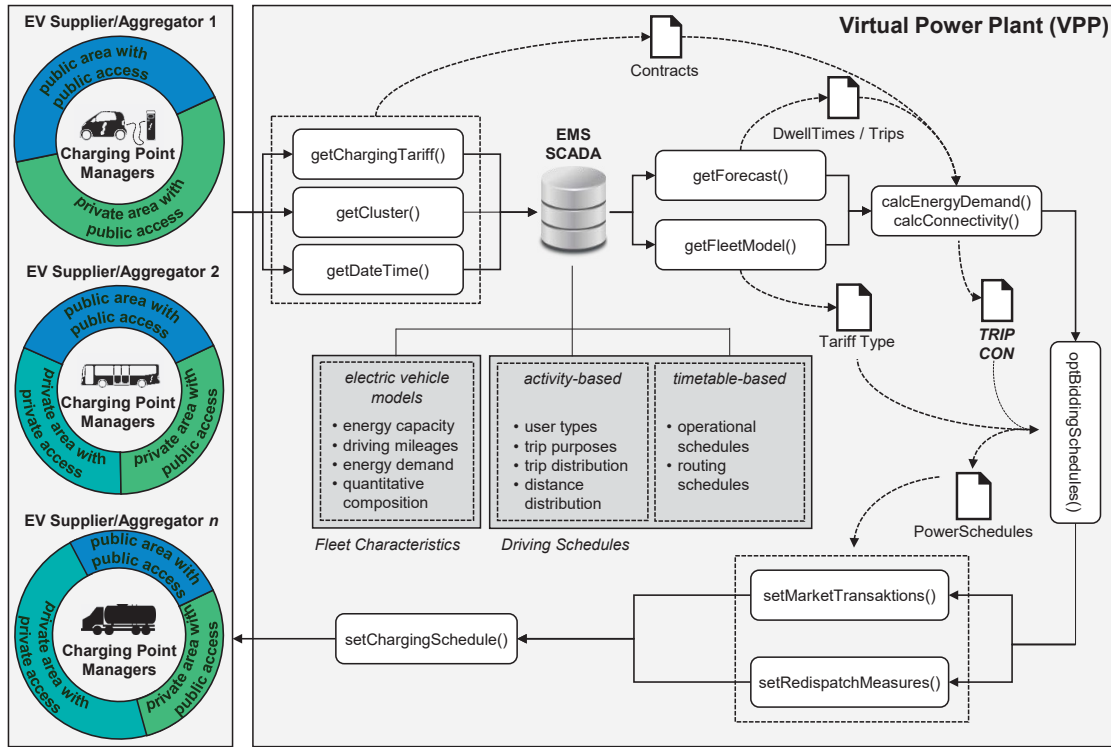 EV Supplier/Aggregator 1
public area with
public access
Charging Point
Managers
private area with
public access
EV Supplier/Aggregator 2
public area with
public access
Charging Point
Managers
private area with
private access
private area with
public access
EV Supplier/Aggregator n
public area with
public access
Charging Point
Managers
private area with
private access
private area with
public access
Virtual Power Plant (VPP)
Contracts
DwellTimes / Trips
getChargingTariff()
getCluster()
getDateTime()
EMS
SCADA
getForecast()
getFleetModel()
calcEnergyDemand()
calcConnectivity()
Tariff Type
TRIP
CON
optBiddingSchedules()
electric vehicle
models
• energy capacity
• driving mileages
• energy demand
• quantitative
composition
activity-based
• user types
• trip purposes
• trip distribution
• distance
distribution
timetable-based
• operational
schedules
• routing
schedules
Fleet Characteristics
Driving Schedules
PowerSchedules
setMarketTransaktions()
setRedispatchMeasures()
setChargingSchedule()